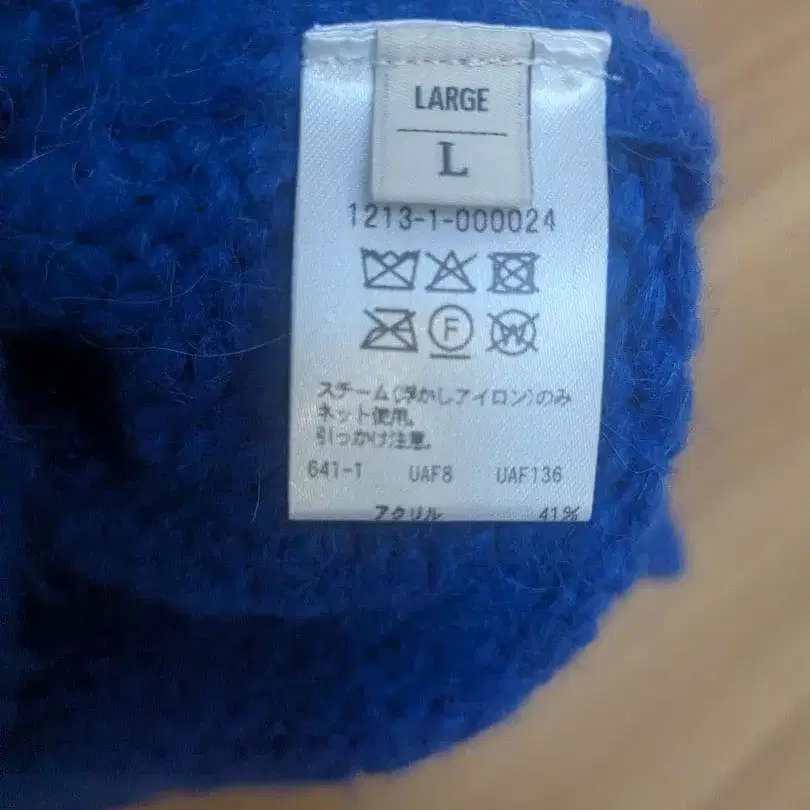 LARGE
L
1213-1-000024
F W
スチーム(浮かしアイロン)のみ
ネット使用。
引っかけ注意。
641-1 UAF8 UAF136
アクリル 41%